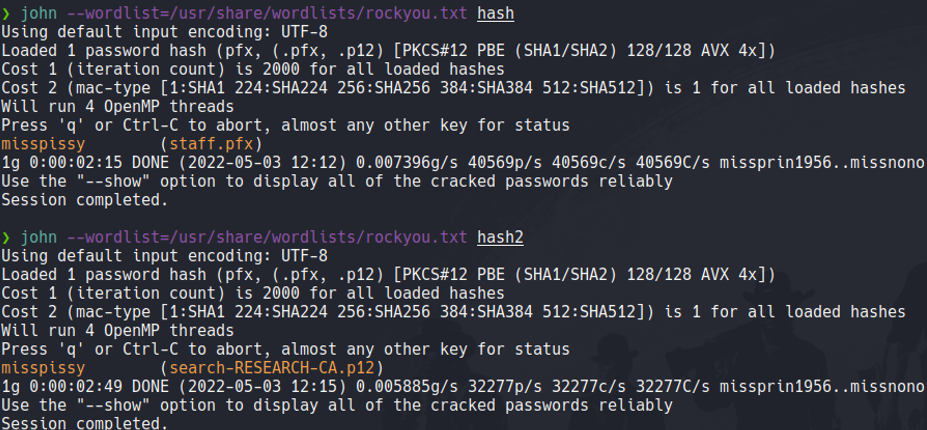 ❯ john --wordlist=/usr/share/wordlists/rockyou.txt hash
Using default input encoding: UTF-8
Loaded 1 password hash (pfx, (.pfx, .p12) [PKCS#12 PBE (SHA1/SHA2) 128/128 AVX 4x])
Cost 1 (iteration count) is 2000 for all loaded hashes
Cost 2 (mac-type [1:SHA1 224:SHA224 256:SHA256 384:SHA384 512:SHA512]) is 1 for all loaded hashes
Will run 4 OpenMP threads
Press 'q' or Ctrl-C to abort, almost any other key for status
misspissy        (staff.pfx)
1g 0:00:02:15 DONE (2022-05-03 12:12) 0.007396g/s 40569p/s 40569c/s 40569C/s missprin1956..missnono
Use the "--show" option to display all of the cracked passwords reliably
Session completed.
❯ john --wordlist=/usr/share/wordlists/rockyou.txt hash2
Using default input encoding: UTF-8
Loaded 1 password hash (pfx, (.pfx, .p12) [PKCS#12 PBE (SHA1/SHA2) 128/128 AVX 4x])
Cost 1 (iteration count) is 2000 for all loaded hashes
Cost 2 (mac-type [1:SHA1 224:SHA224 256:SHA256 384:SHA384 512:SHA512]) is 1 for all loaded hashes
Will run 4 OpenMP threads
Press 'q' or Ctrl-C to abort, almost any other key for status
misspissy        (search-RESEARCH-CA.p12)
1g 0:00:02:49 DONE (2022-05-03 12:15) 0.005885g/s 32277p/s 32277c/s 32277C/s missprin1956..missnono
Use the "--show" option to display all of the cracked passwords reliably
Session completed.